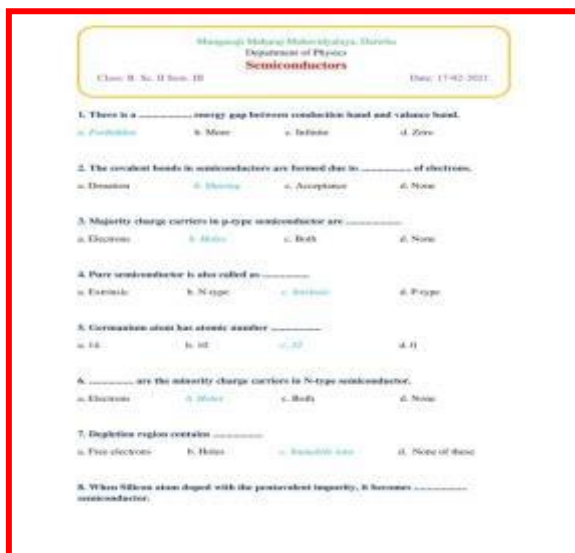 Department of Physics
Semiconductors
Class: B. Sc. II Sem. III Date: 17-02-2021
1. There is a .................... energy gap between conduction band and valance band.
a. Forbidden b. More c. Infinite d. Zero
2. The covalent bonds in semiconductors are formed due to .................. of electrons.
a. Donation b. Sharing c. Acceptance d. None
3. Majority charge carriers in p-type semiconductor are ....................
a. Electrons b. Holes c. Both d. None
4. Pure semiconductor is also called as ................
a. Extrinsic b. N-type c. Intrinsic d. P-type
5. Germanium atom has atomic number .................
a. 14 b. c. 32 d.
6. ............... are the minority charge carriers in N-type semiconductor.
a. Electrons b. Holes c. Both d. None
7. Depletion region contains .................
a. Free electrons b. Holes c. Immobile ions d. None of these
8. When Silicon atom doped with the pentavalent impurity, it becomes ..................
semiconductor.